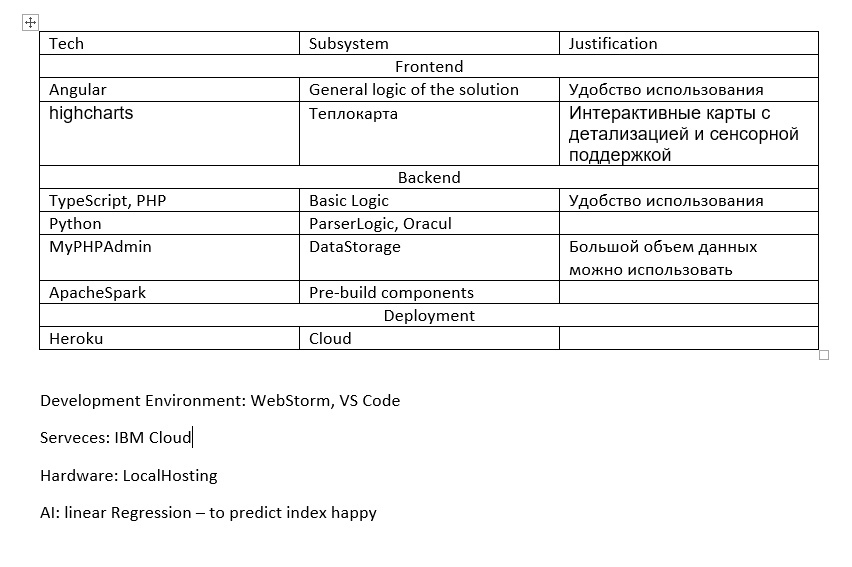 Tech Subsystem Justification
Frontend
Angular General logic of the solution Удобство использования
highcharts Теплокарта Интерактивные карты с
детализацией и сенсорной
поддержкой
Backend
TypeScript, PHP Basic Logic Удобство использования
Python ParserLogic, Oracul
MyPHPAdmin DataStorage Большой объем данных
можно использовать
ApacheSpark Pre-build components
Deployment
Heroku Cloud
Development Environment: WebStorm, VS Code
Serveces: IBM Cloud
Hardware: LocalHosting
AI: linear Regression – to predict index happy